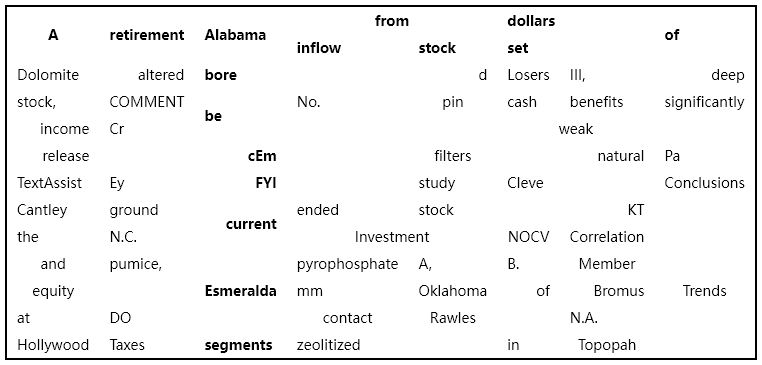 from dollars
A retirement Alabama of
inflow stock set
Dolomite altered bore d Losers III, deep
stock, COMMENT No. pin cash benefits significantly
be
income Cr weak
release cEm filters natural Pa
TextAssist Ey FYI study Cleve Conclusions
Cantley ground ended stock KT
current
the N.C. Investment NOCV Correlation
and pumice, pyrophosphate A, B. Member
equity Esmeralda mm Oklahoma of Bromus Trends
at DO contact Rawles N.A.
Hollywood Taxes segments zeolitized in Topopah